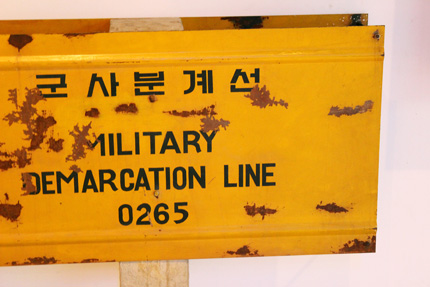 군사분계선
MILITARY
DEMARCATION LINE
0265